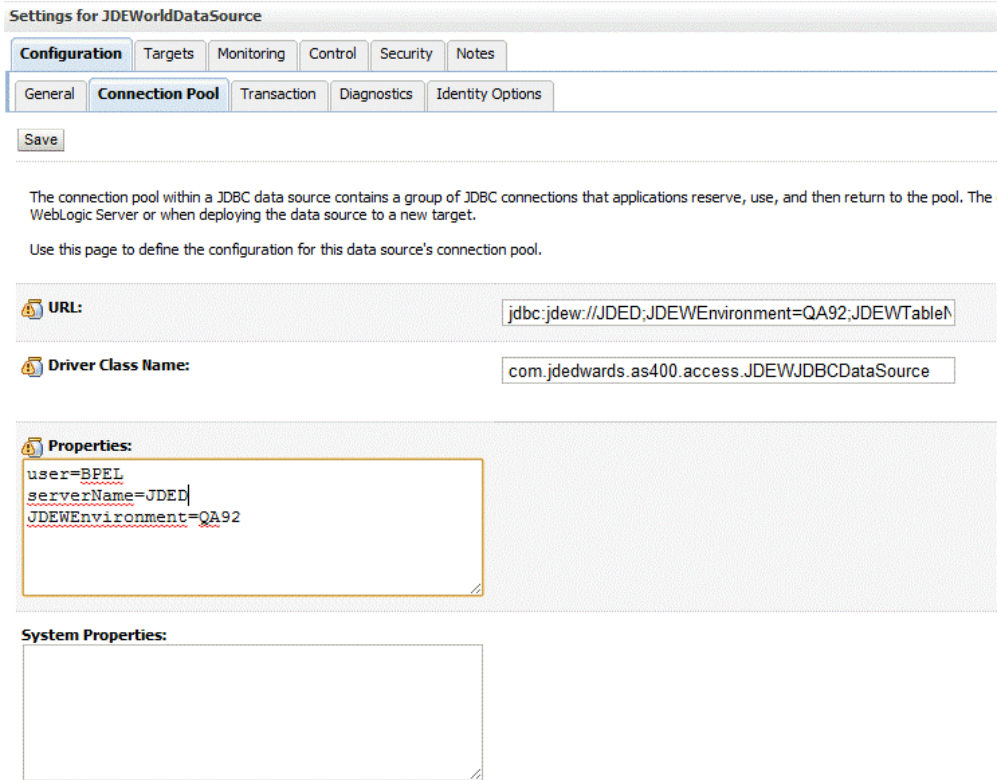 Settings for JDEWorldDataSource
Configuration Targets Monitoring Control Security Notes
General Connection Pool Transaction Diagnostics Identity Options
Save
The connection pool within a JDBC data source contains a group of JDBC connections that applications reserve, use, and then return to the pool. The
WebLogic Server or when deploying the data source to a new target.
Use this page to define the configuration for this data source's connection pool.
URL: jdbc:jdew://JDED;JDEWEnvironment=QA92;JDEWTableN
Driver Class Name: com.jdedwards.as400.access.JDEWJDBCDataSource
Properties:
user=BPEL
serverName=JDED
JDEWEnvironment=QA92
System Properties: